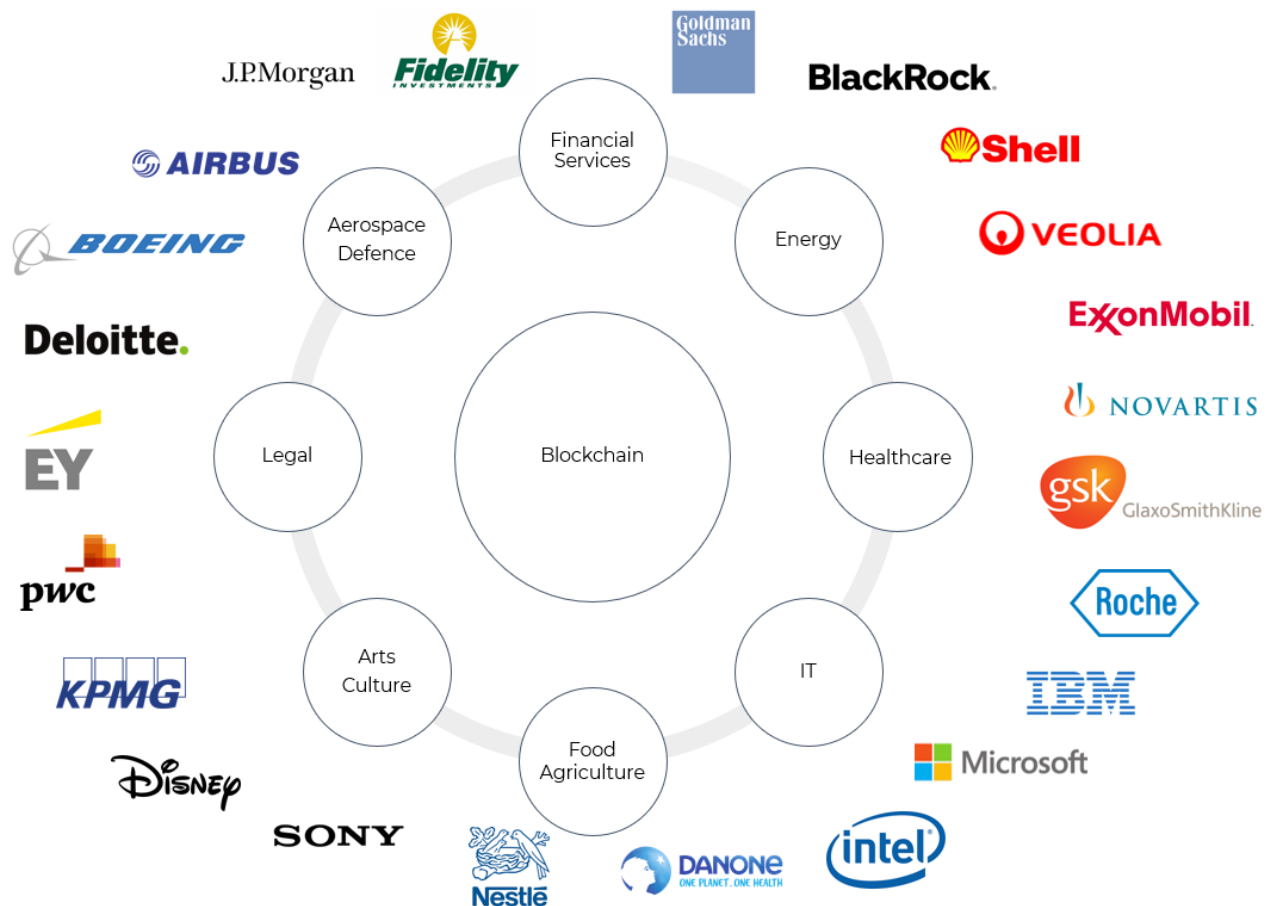 J.P.Morgan
Fidelity
INVESTMENTS
Goldman
Sachs
BlackRock.
Financial
Services
AIRBUS
Shell
Aerospace
Defence
Energy
BOEING
VEOLIA
ExxonMobil
Deloitte.
NOVARTIS
EY
Legal
Blockchain
Healthcare
gsk
GlaxoSmithKline
pwc
Roche
KPMG
Arts
Culture
IT
IBM
Food
Agriculture
Microsoft
Disney
SONY
Nestlé
DANONE
ONE PLANET. ONE HEALTH
intel®